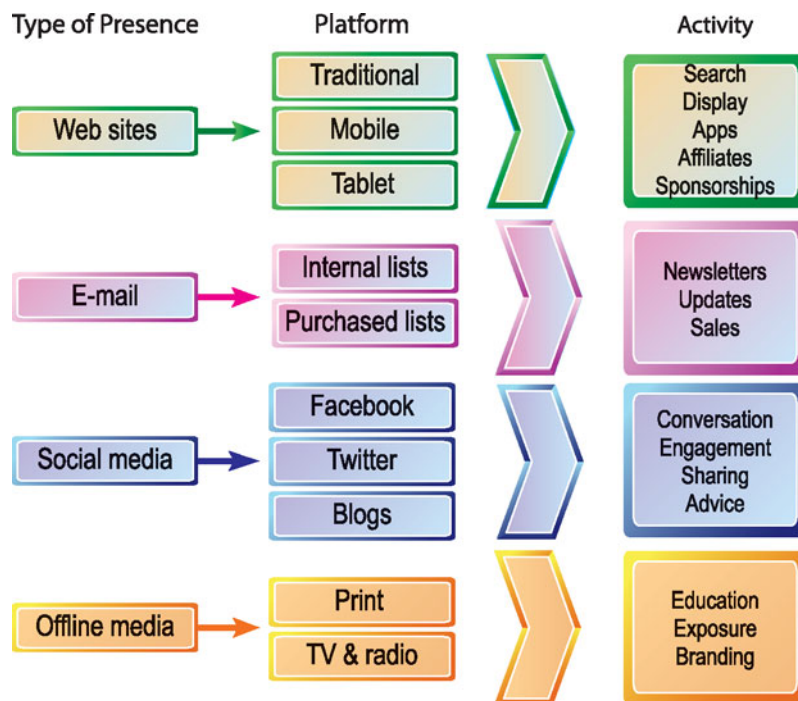 Type of Presence
Platform
Activity
Web sites
Traditional
Mobile
Tablet
Search
Display
Apps
Affiliates
Sponsorships
E-mail
Internal lists
Purchased lists
Newsletters
Updates
Sales
Social media
Facebook
Twitter
Blogs
Conversation
Engagement
Sharing
Advice
Offline media
Print
TV & radio
Education
Exposure
Branding